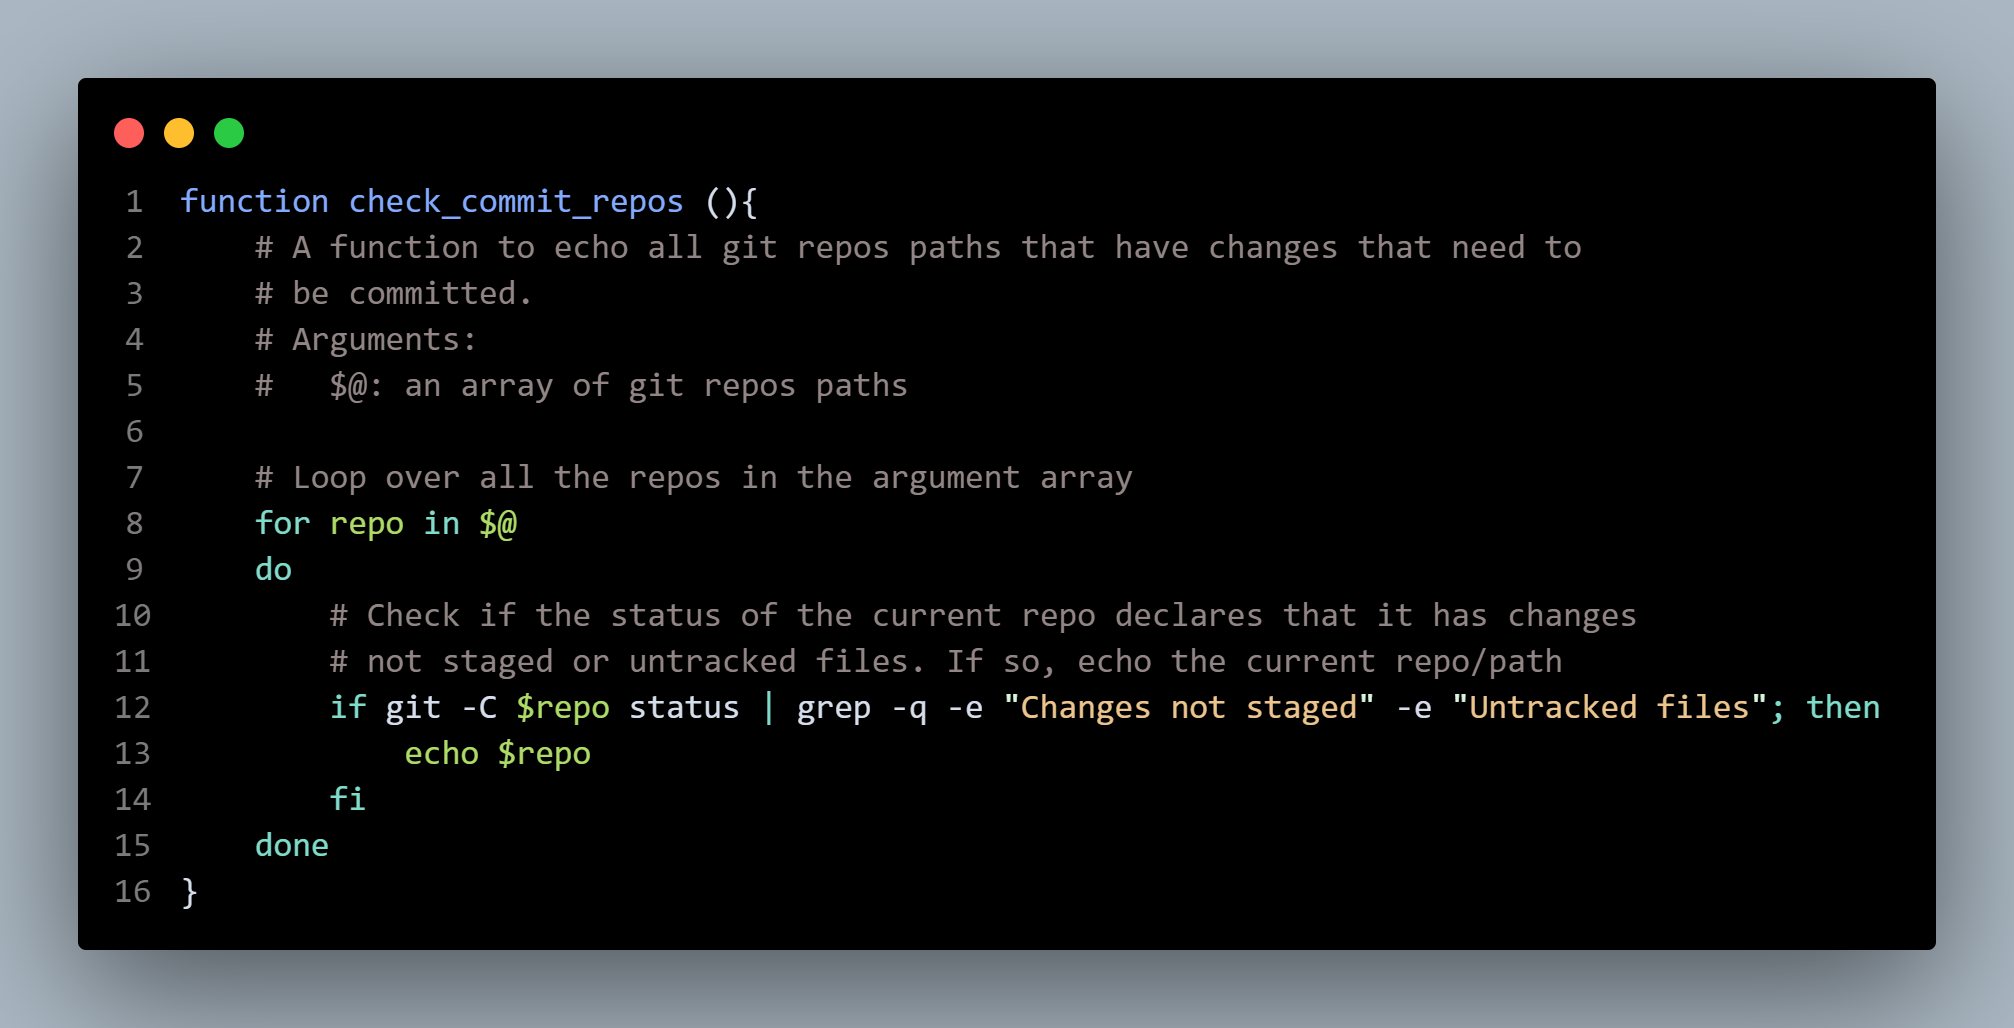 1 function check_commit_repos (){
2     # A function to echo all git repos paths that have changes that need to
3     # be committed.
4     # Arguments:
5     #   $@: an array of git repos paths
6
7     # Loop over all the repos in the argument array
8     for repo in $@
9     do
10         # Check if the status of the current repo declares that it has changes
11         # not staged or untracked files. If so, echo the current repo/path
12         if git -C $repo status | grep -q -e "Changes not staged" -e "Untracked files"; then
13             echo $repo
14         fi
15     done
16 }